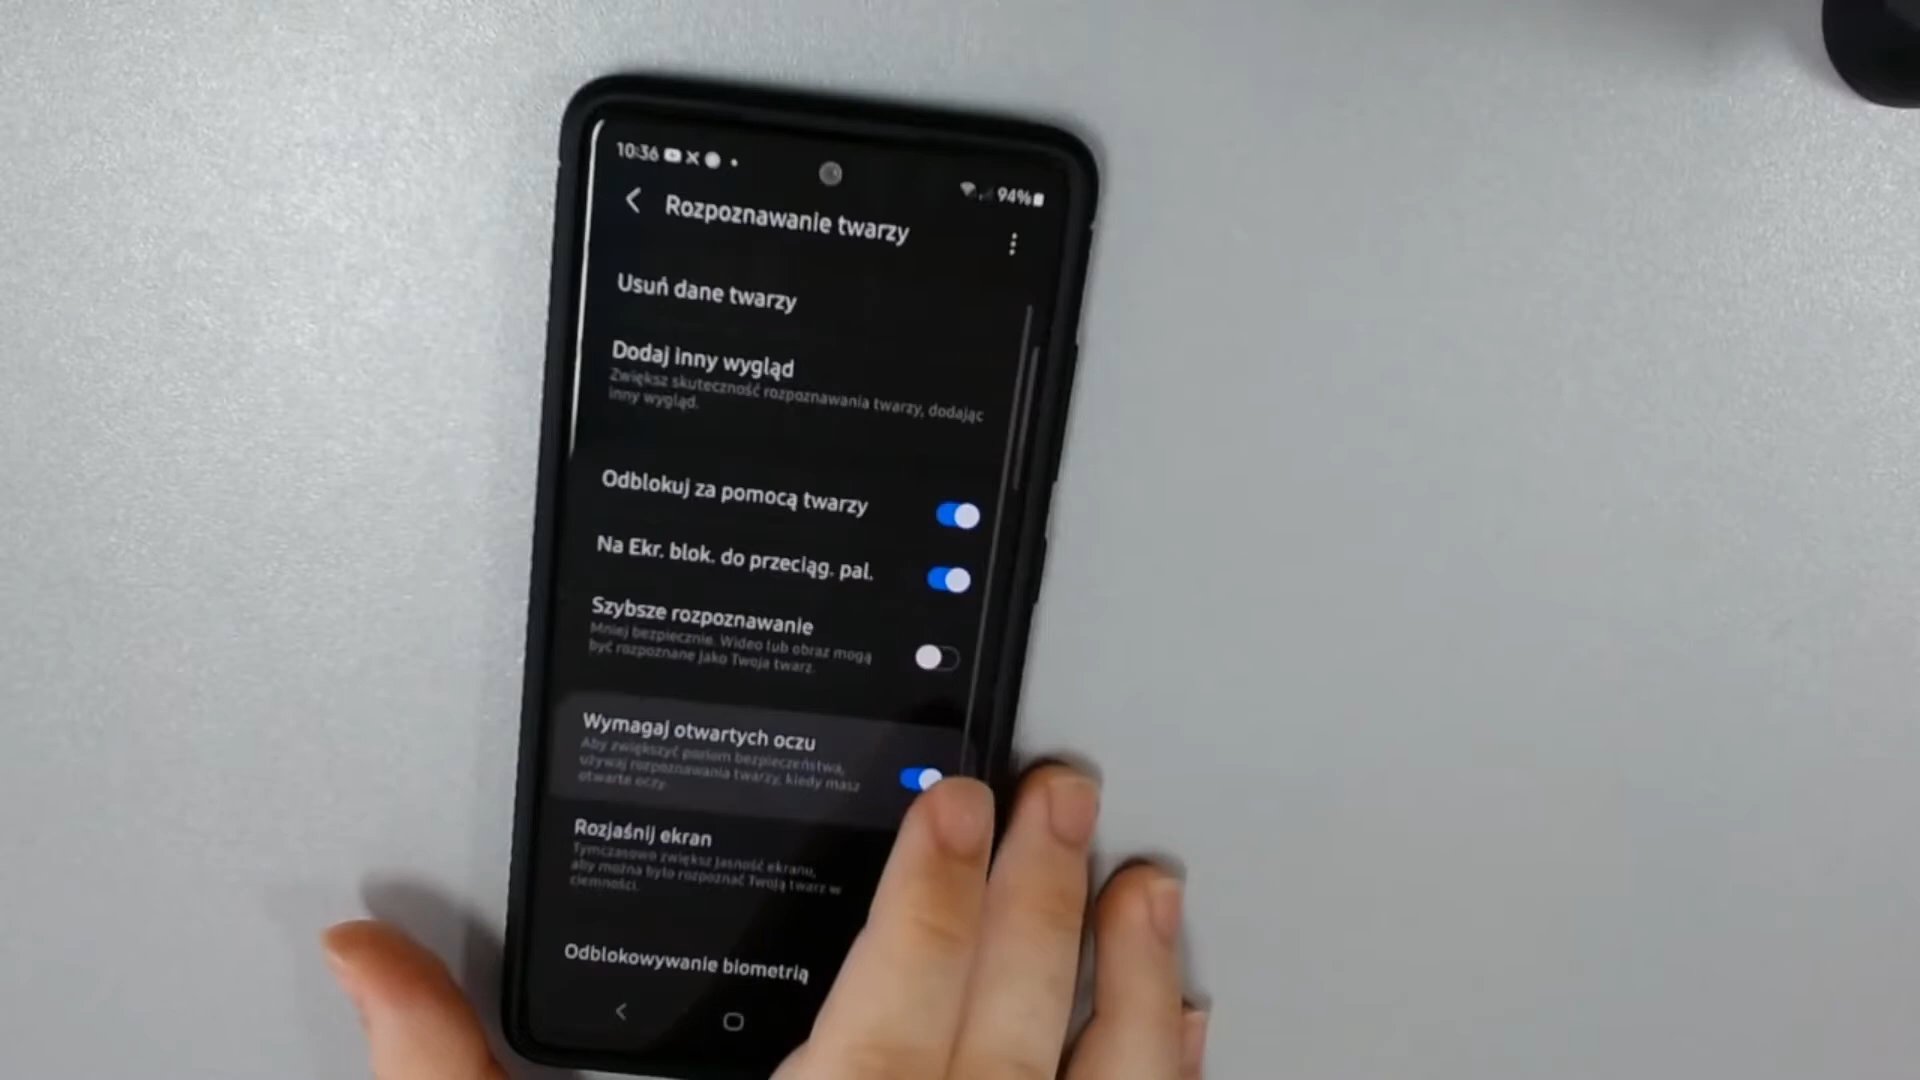 10:36
94%
Rozpoznawanie twarzy
Usuń dane twarzy
Dodaj inny wygląd
Zwiększ skuteczność rozpoznawania twarzy, dodając
inny wygląd.
Odblokuj za pomocą twarzy
Na Ekr. blok. do przeciąg. pal.
Szybsze rozpoznawanie
Mniej bezpiecznie. Wideo lub obraz mogą
być rozpoznane jako Twoja twarz.
Wymagaj otwartych oczu
Aby zwiększyć poziom bezpieczeństwa,
używaj rozpoznawania twarzy, kiedy masz
otwarte oczy.
Rozjaśnij ekran
Tymczasowo zwiększ jasność ekranu,
aby można było rozpoznać Twoją twarz w
ciemności.
Odblokowywanie biometrią